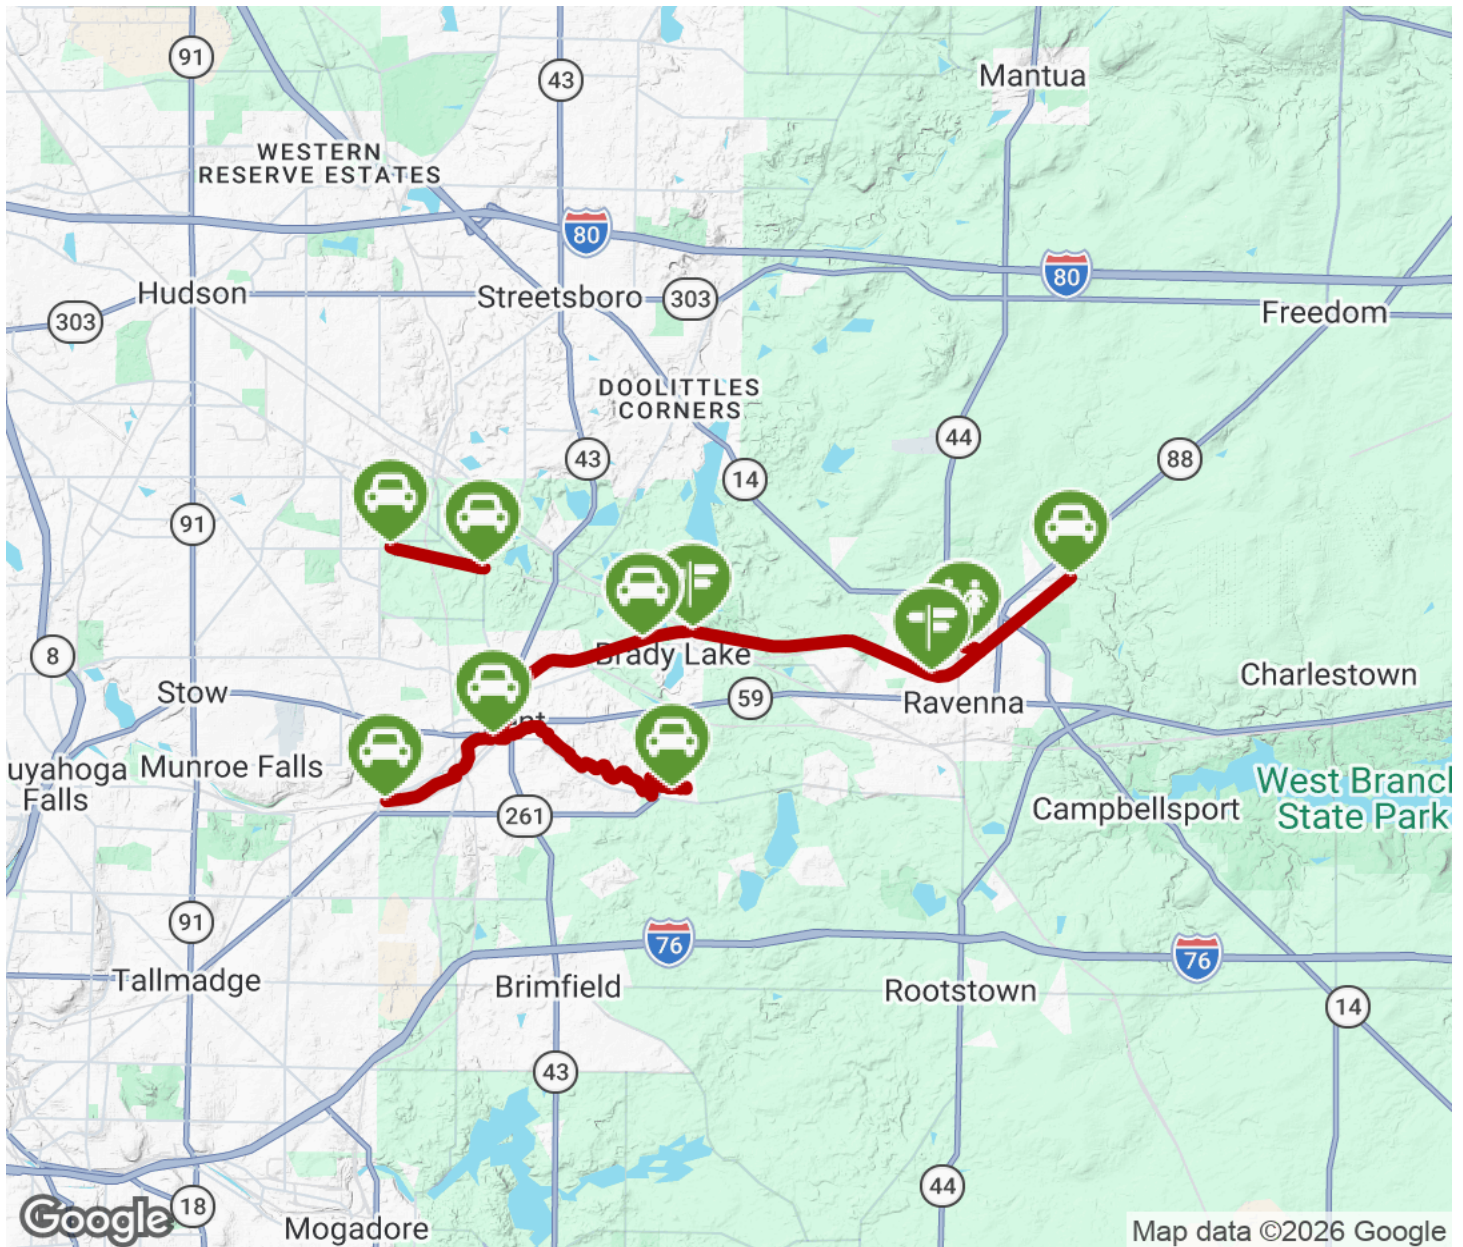 91
43
Mantua
WESTERN
RESERVE ESTATES
80
80
Hudson
Streetsboro
303
303
Freedom
DOOLITTLES
CORNERS
44
43
88
14
91
8
Brady Lake
Stow
59
Ravenna
Charlestown
uyahoga
Falls
Munroe Falls
261
Campbellsport
West Branch
State Park
91
76
76
Tallmadge
Brimfield
Rootstown
14
43
44
18
Mogadore
Google
Map data ©2026 Google